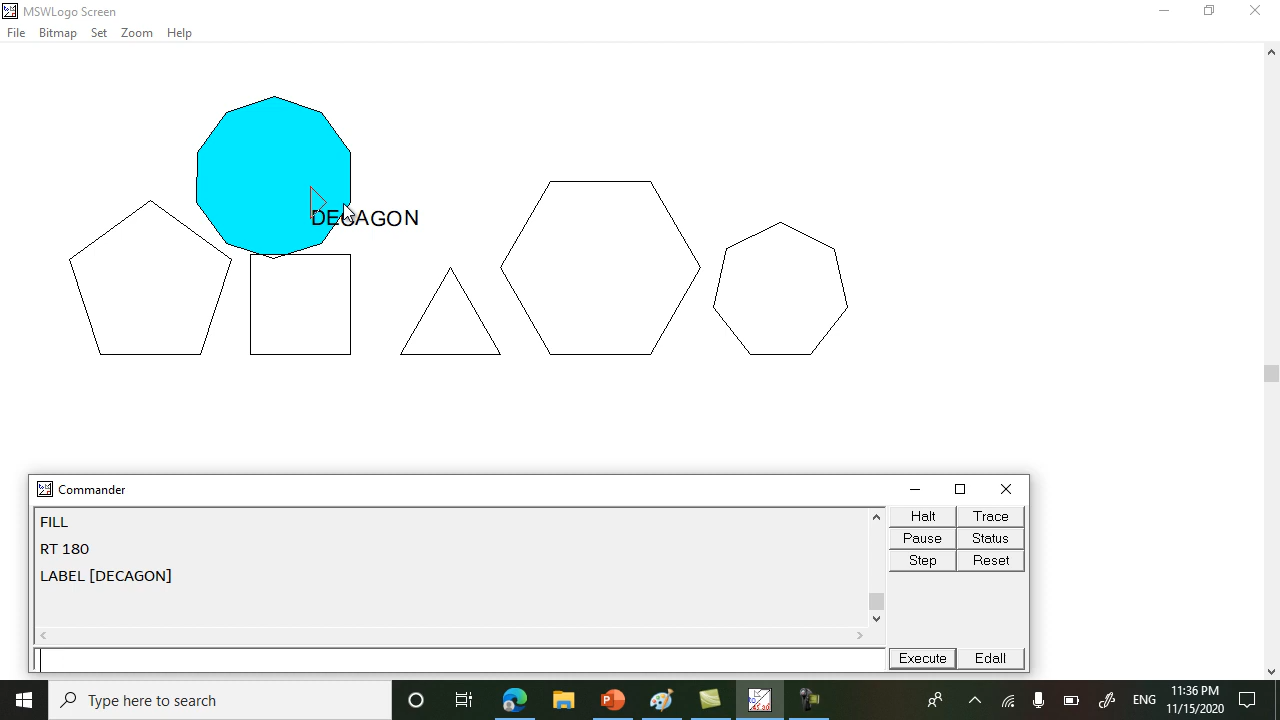 MSWLogo Screen
File Bitmap Set Zoom Help
DECAGON
Commander
FILL
RT 180
LABEL [DECAGON]
Halt Trace
Pause Status
Step Reset
Execute Edall
Type here to search
ENG
11:36 PM
11/15/2020